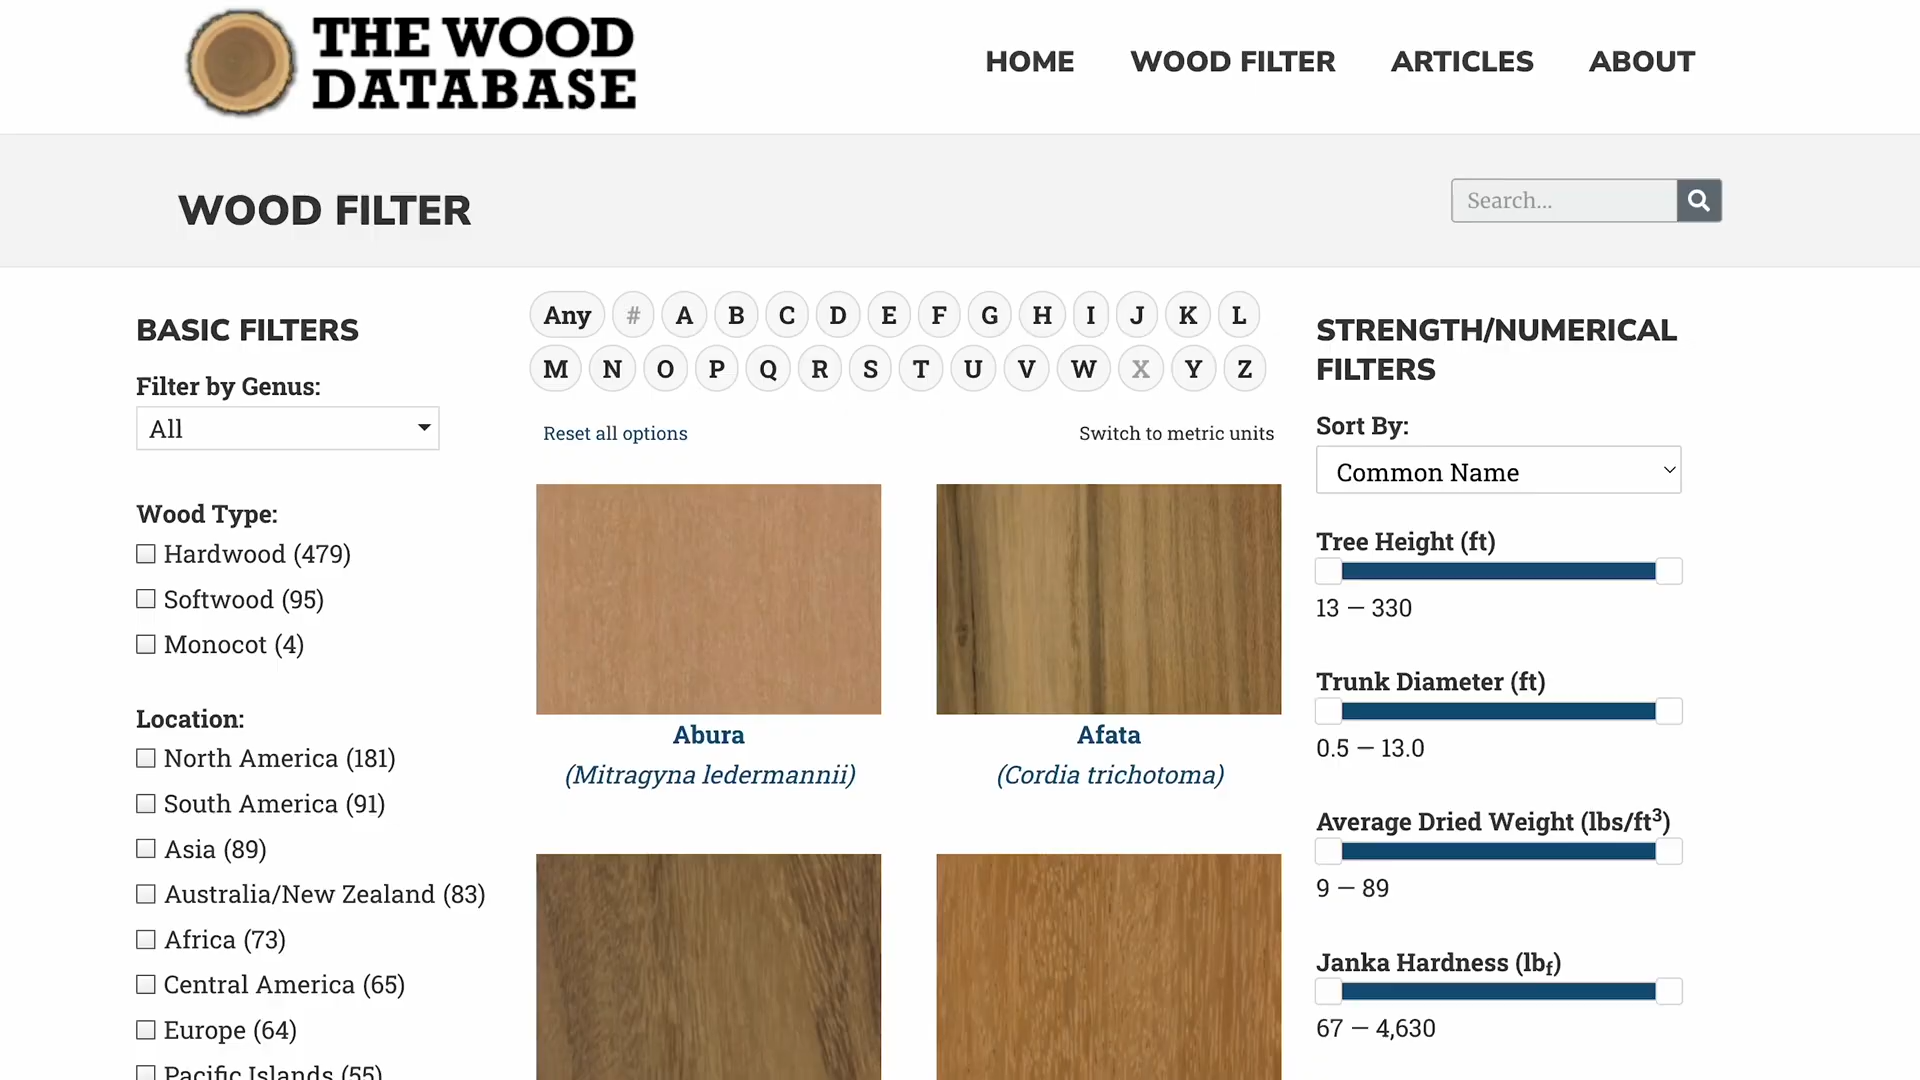 THE WOOD
DATABASE
HOME WOOD FILTER ARTICLES ABOUT
WOOD FILTER
Search...
BASIC FILTERS
Filter by Genus:
All
Wood Type:
Hardwood (479)
Softwood (95)
Monocot (4)
Location:
North America (181)
South America (91)
Asia (89)
Australia/New Zealand (83)
Africa (73)
Central America (65)
Europe (64)
Pacific Islands (55)
Any # A B C D E F G H I J K L
M N O P Q R S T U V W X Y Z
Reset all options
Switch to metric units
Abura
(Mitragyna ledermannii)
Afata
(Cordia trichotoma)
STRENGTH/NUMERICAL
FILTERS
Sort By:
Common Name
Tree Height (ft)
13 — 330
Trunk Diameter (ft)
0.5 — 13.0
Average Dried Weight (lbs/ft³)
9 — 89
Janka Hardness (lbf)
67 — 4,630